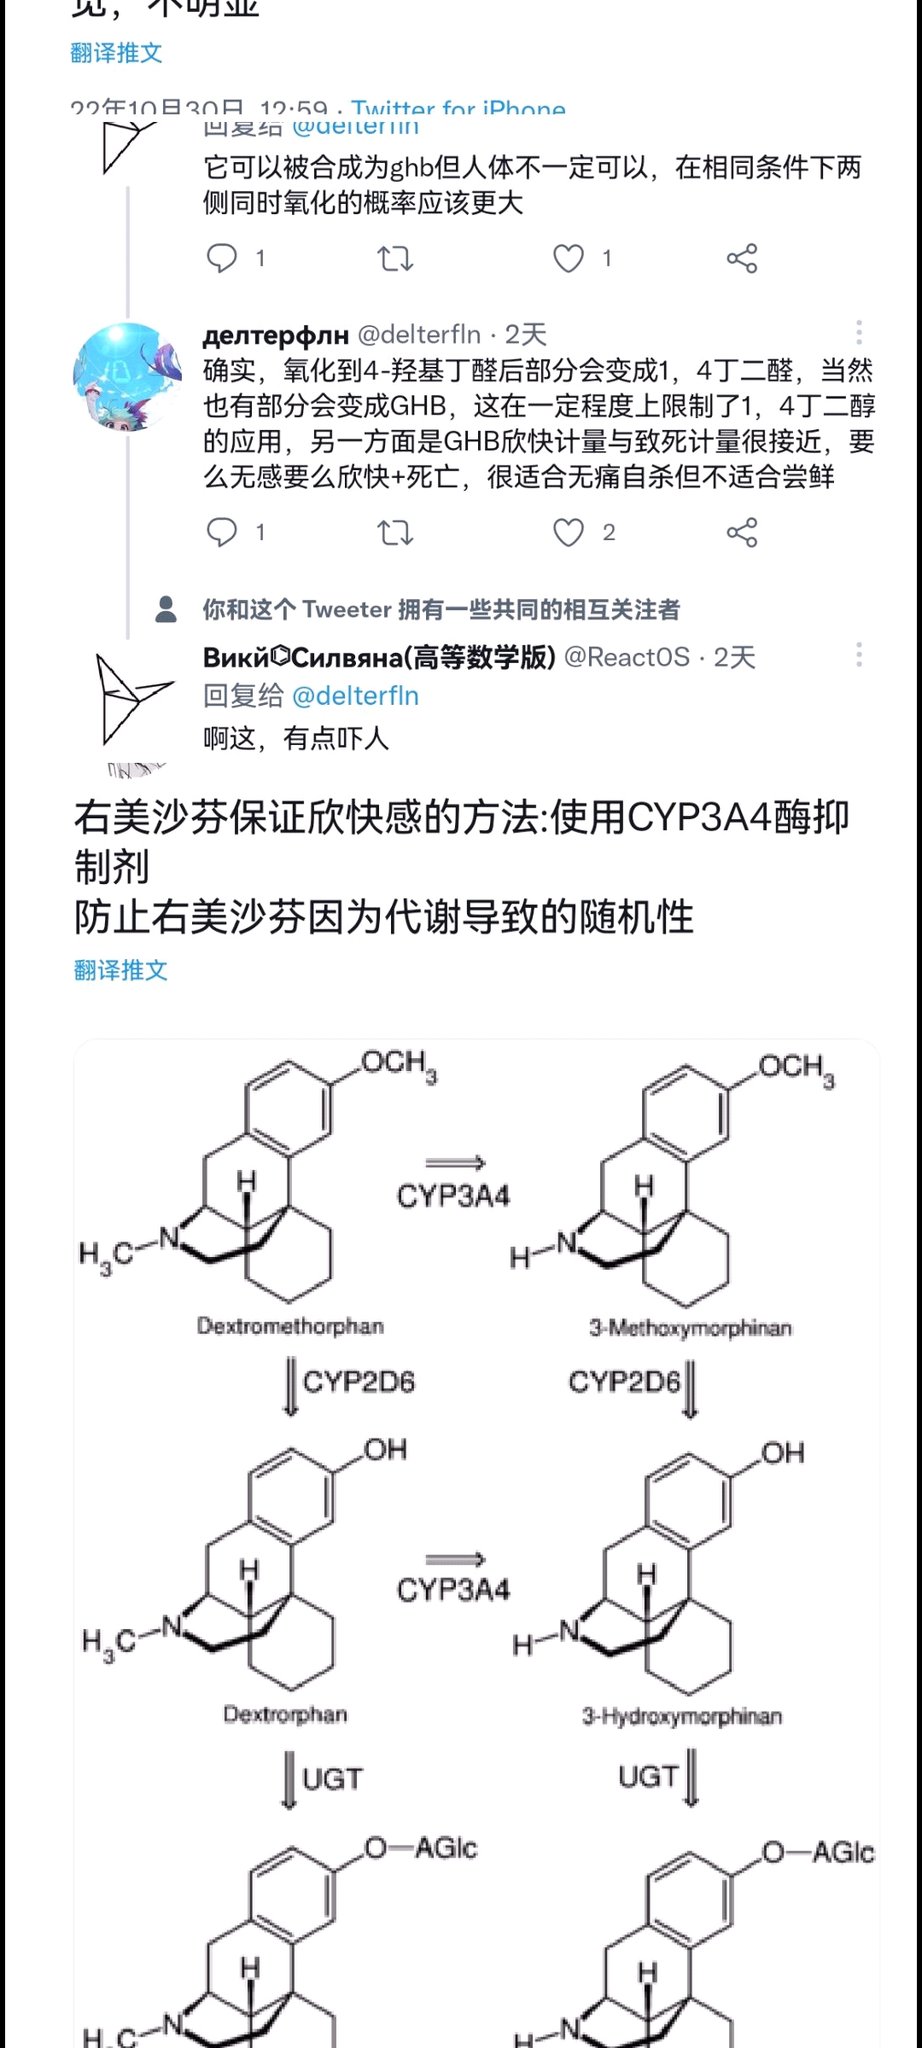 觉，不明显
翻译推文
22年10月30日 12:59 · Twitter for iPhone
回复给 @delterfln
它可以被合成为ghb但人体不一定可以，在相同条件下两
侧同时氧化的概率应该更大
1
1
делтерфлн @delterfln · 2天
确实，氧化到4-羟基丁醛后部分会变成1，4丁二醛，当然
也有部分会变成GHB，这在一定程度上限制了1，4丁二醇
的应用，另一方面是GHB欣快计量与致死计量很接近，要
么无感要么欣快+死亡，很适合无痛自杀但不适合尝鲜
1
2
你和这个 Tweeter 拥有一些共同的相互关注者
Викй⌬Силвяна(高等数学版) @React0S · 2天
回复给 @delterfln
啊这，有点吓人
右美沙芬保证欣快感的方法:使用CYP3A4酶抑
制剂
防止右美沙芬因为代谢导致的随机性
翻译推文
OCH3
OCH3
H
CYP3A4
H
H3C N
H N
Dextromethorphan
3-Methoxymorphinan
CYP2D6
CYP2D6
OH
OH
H
CYP3A4
H
H3C N
H N
Dextrorphan
3-Hydroxymorphinan
UGT
UGT
O—AGlc
O—AGlc
H
H
H3C N
H N